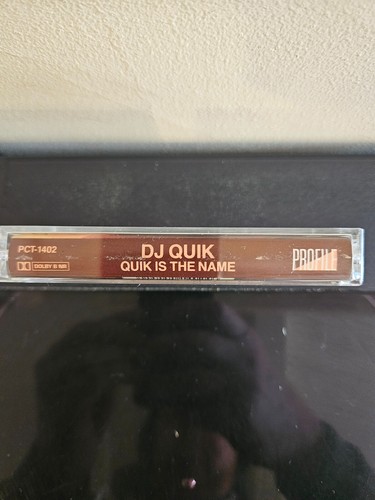 PCT-1402
DOLBY B NR
DJ QUIK
QUIK IS THE NAME
PROFILE